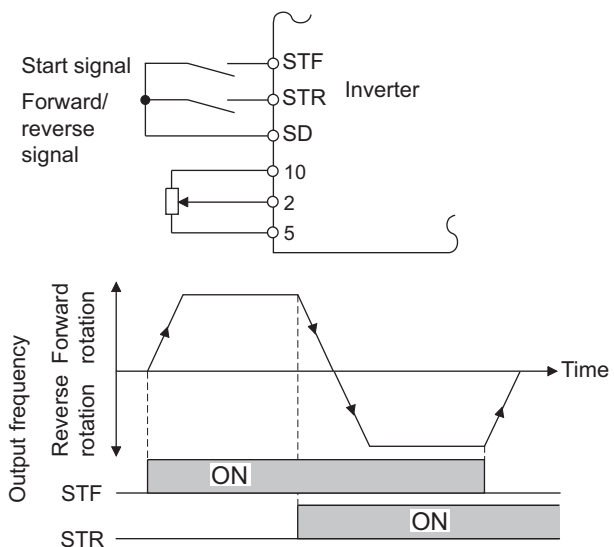 Start signal
Forward/
reverse
signal
STF
STR
SD
Inverter
10
2
5
Output frequency
Reverse rotation
Forward rotation
Time
ON
STF
ON
STR